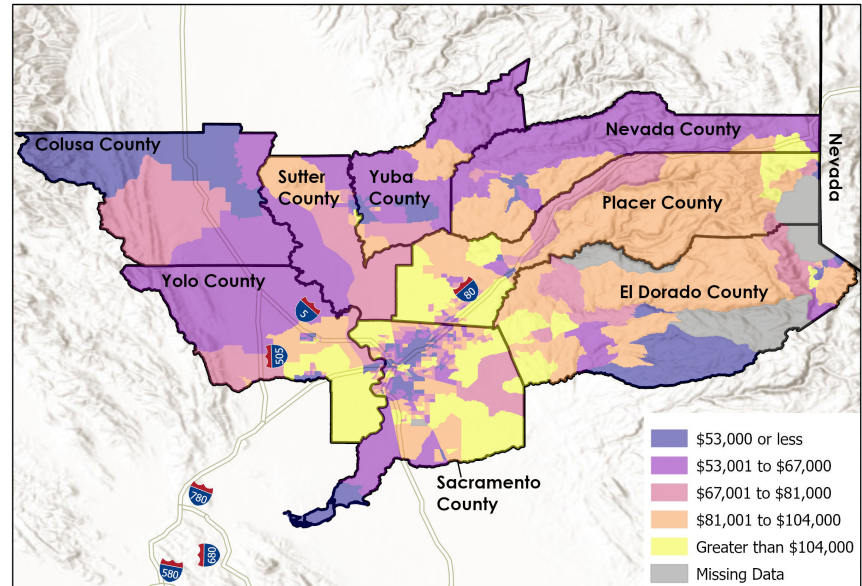 Colusa County
Nevada County
Nevada
Sutter
County
Yuba
County
Placer County
Yolo County
El Dorado County
80
5
505
Sacramento
County
780
680
580
$53,000 or less
$53,001 to $67,000
$67,001 to $81,000
$81,001 to $104,000
Greater than $104,000
Missing Data